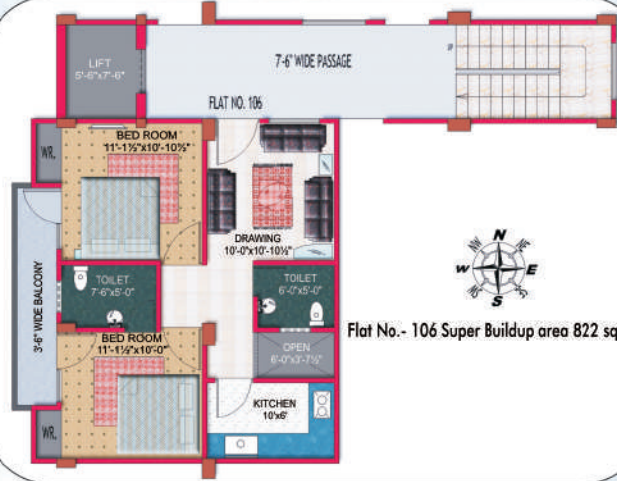 LIFT
5'-6"x7'-6"
7'-6" WIDE PASSAGE
UP
FLAT NO. 106
WR.
BED ROOM
11'-1½"x10'-10½"
DRAWING
10'-0"x10'-10½"
3'-6" WIDE BALCONY
TOILET
7'-6"x5'-0"
TOILET
6'-0"x5'-0"
BED ROOM
11'-1½"x10'-0"
OPEN
6'-0"x3'-7½"
KITCHEN
10'x6'
WR.
N
NE
E
S
W
NW
Flat No.- 106 Super Buildup area 822 sq